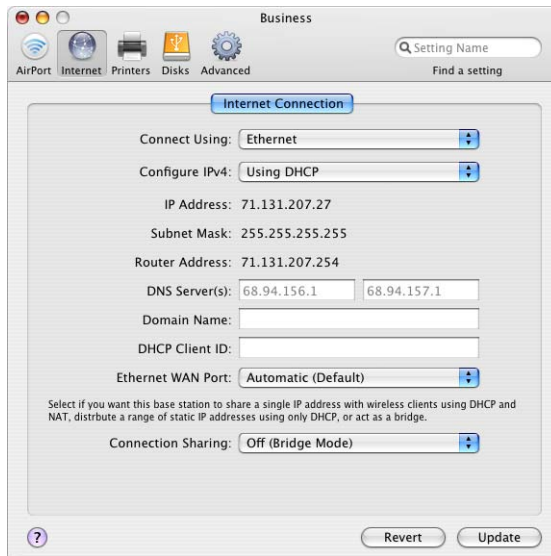 Business
Setting Name
AirPort Internet Printers Disks Advanced
Find a setting
Internet Connection
Connect Using: Ethernet
Configure IPv4: Using DHCP
IP Address: 71.131.207.27
Subnet Mask: 255.255.255.255
Router Address: 71.131.207.254
DNS Server(s): 68.94.156.1 68.94.157.1
Domain Name:
DHCP Client ID:
Ethernet WAN Port: Automatic (Default)
Select if you want this base station to share a single IP address with wireless clients using DHCP and
NAT, distrbute a range of static IP addresses using only DHCP, or act as a bridge.
Connection Sharing: Off (Bridge Mode)
? Revert Update